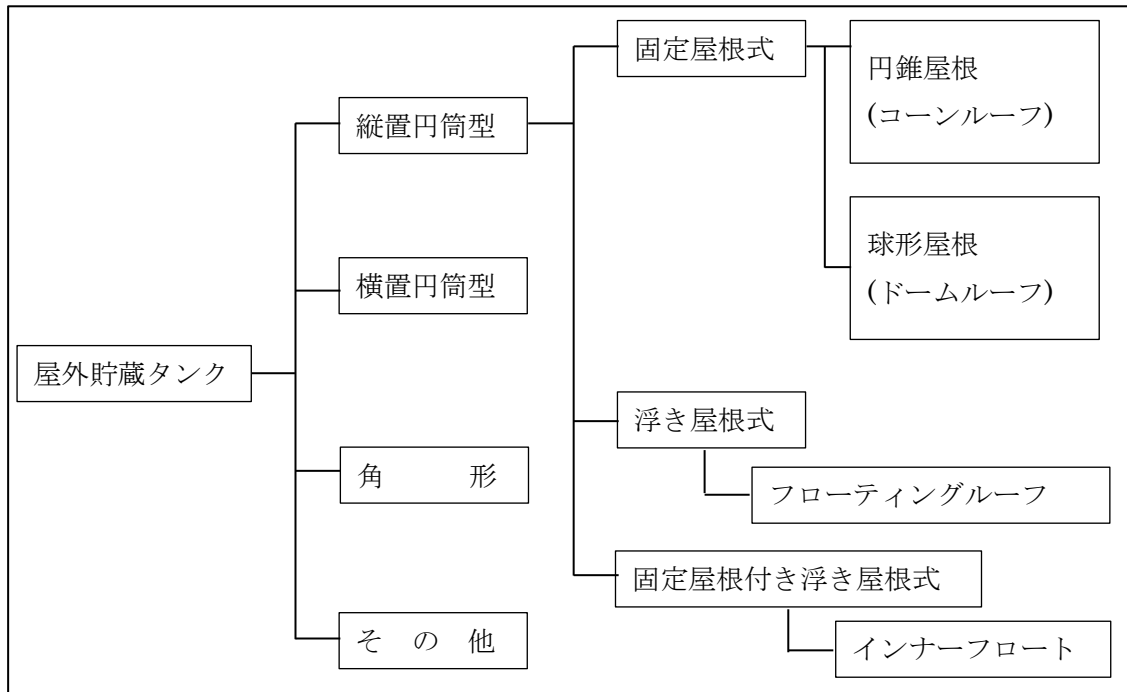 固定屋根式
円錐屋根
(コーンルーフ)
縦置円筒型
球形屋根
(ドームルーフ)
横置円筒型
屋外貯蔵タンク
浮き屋根式
角 形
フローティングルーフ
固定屋根付き浮き屋根式
そ の 他
インナーフロート